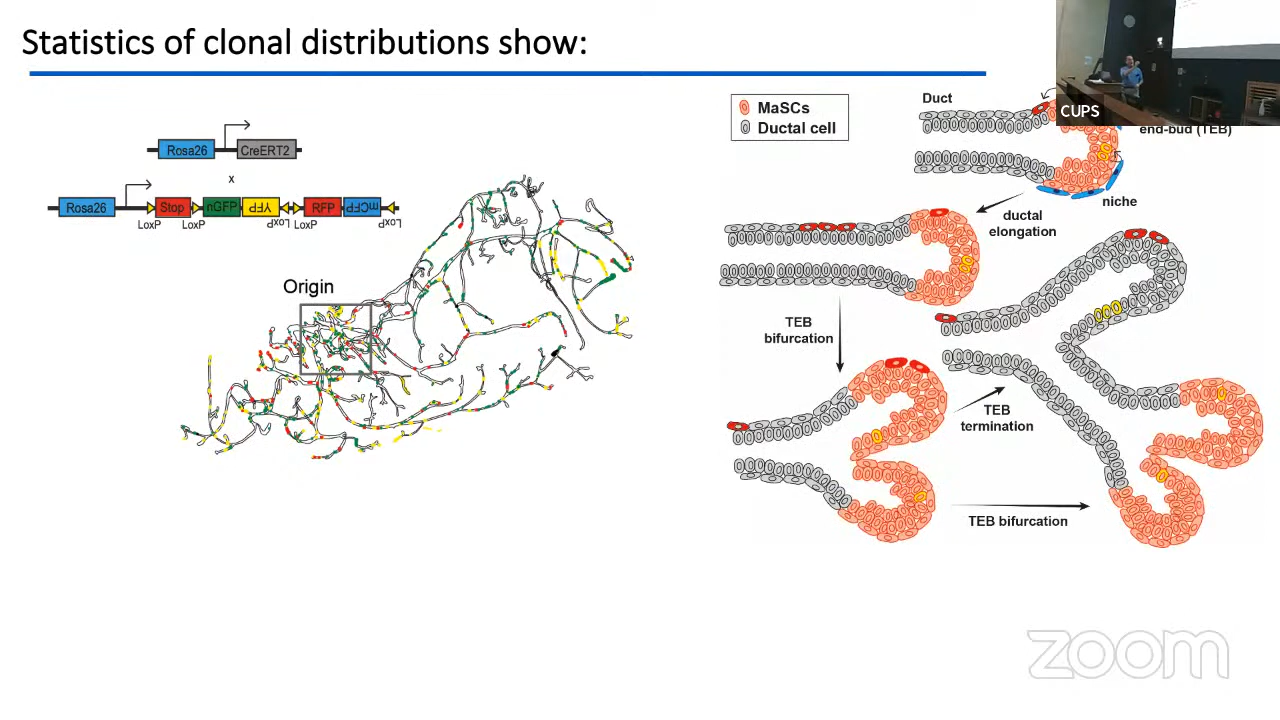 Statistics of clonal distributions show:
Rosa26
CreERT2
x
Rosa26
Stop
nGFP
YFP
RFP
mCFP
LoxP
LoxP
LoxP
LoxP
LoxP
Origin
MaSCs
Ductal cell
Duct
CUPS
end-bud (TEB)
niche
ductal
elongation
TEB
bifurcation
TEB
termination
TEB bifurcation
zoom